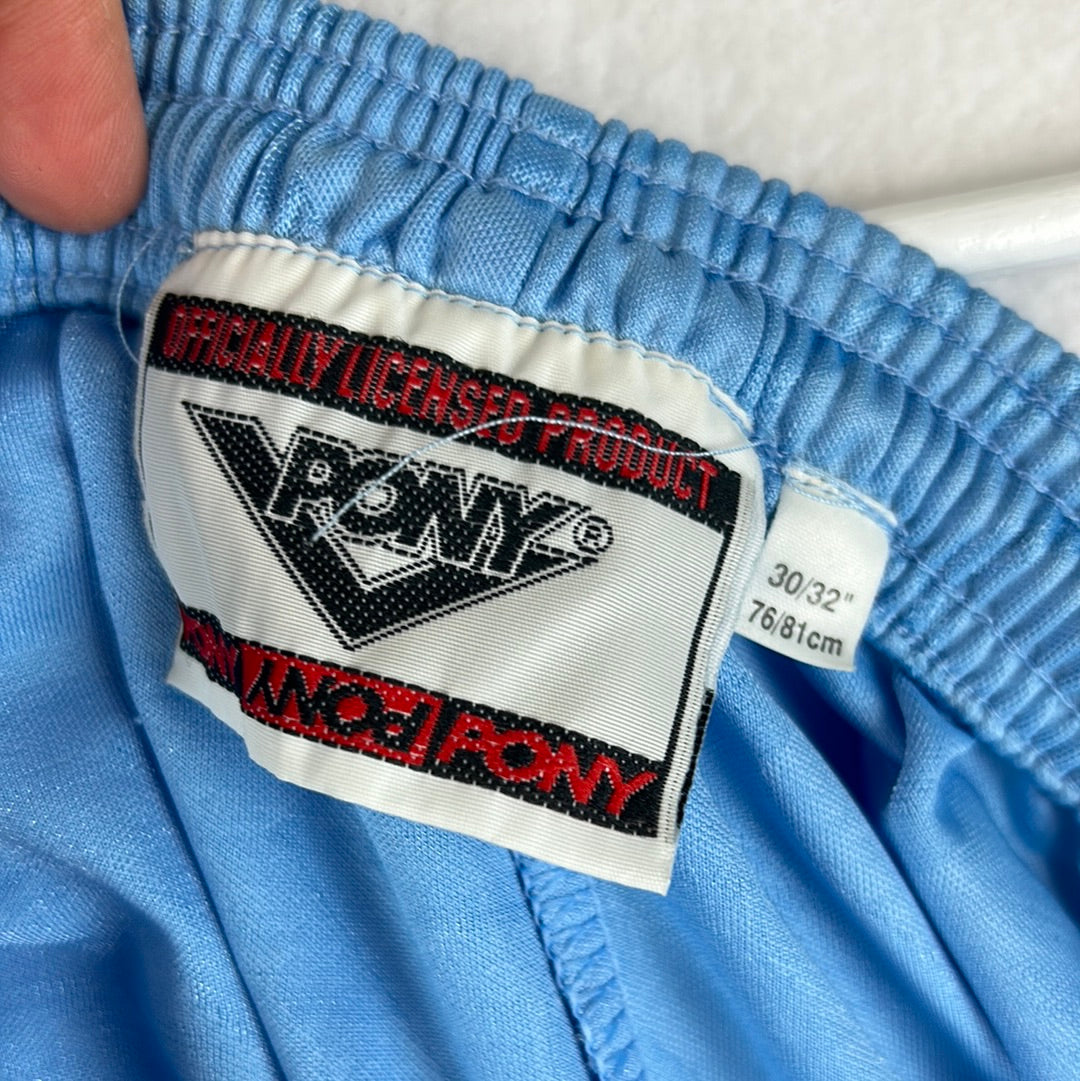 OFFICIALLY LICENSED PRODUCT
PONY®
PONY PONY PONY
30/32"
76/81cm